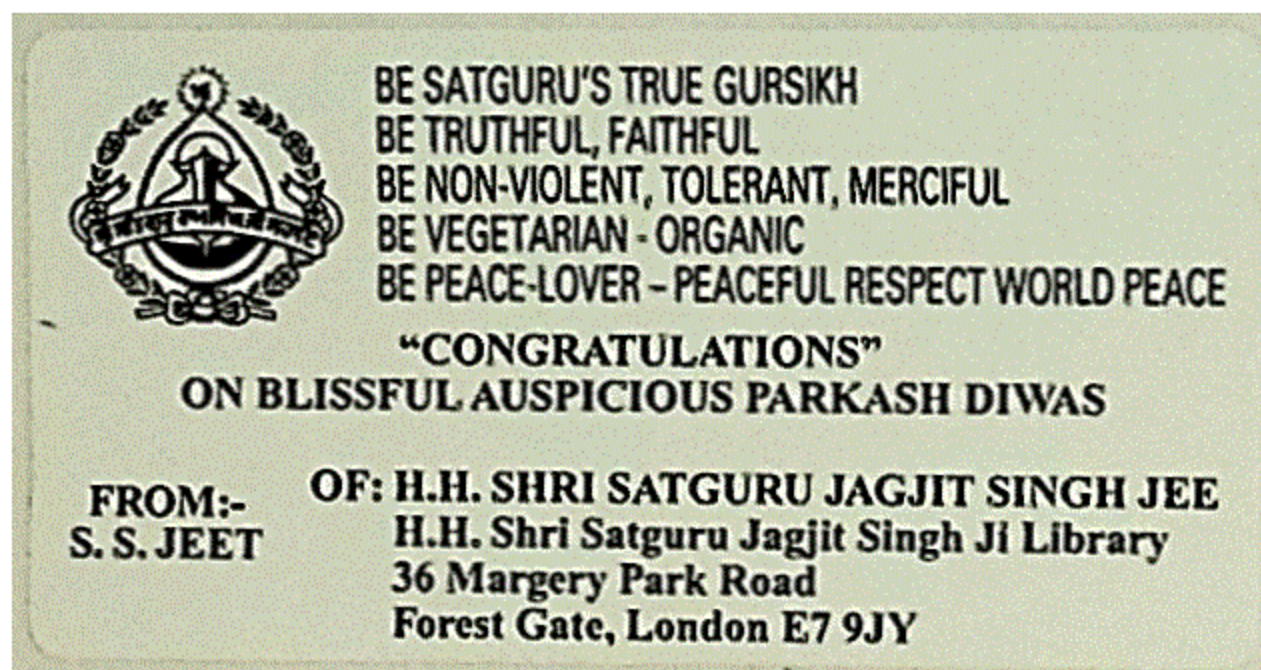 BE SATGURU'S TRUE GURSIKH
BE TRUTHFUL, FAITHFUL
BE NON-VIOLENT, TOLERANT, MERCIFUL
BE VEGETARIAN - ORGANIC
BE PEACE-LOVER – PEACEFUL RESPECT WORLD PEACE
“CONGRATULATIONS”
ON BLISSFUL AUSPICIOUS PARKASH DIWAS
FROM:-
S. S. JEET
OF: H.H. SHRI SATGURU JAGJIT SINGH JEE
H.H. Shri Satguru Jagjit Singh Ji Library
36 Margery Park Road
Forest Gate, London E7 9JY